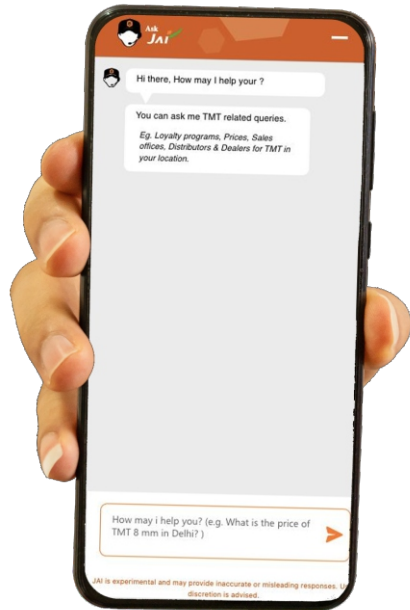 Ask
JAI
Hi there, How may I help your ?
You can ask me TMT related queries.
Eg. Loyalty programs, Prices, Sales
offices, Distributors & Dealers for TMT in
your location.
How may i help you? (e.g. What is the price of
TMT 8 mm in Delhi? )
JAI is experimental and may provide inaccurate or misleading responses.
discretion is advised.